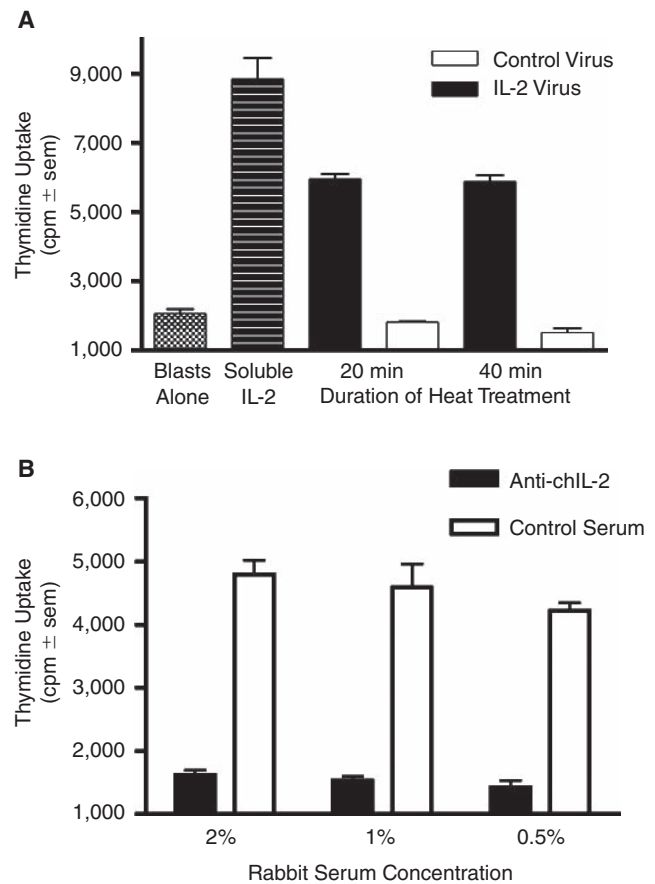 A
Control Virus
IL-2 Virus
Thymidine Uptake
(cpm ± sem)
9,000
7,000
5,000
3,000
1,000
Blasts Alone
Soluble IL-2
20 min
40 min
Duration of Heat Treatment
B
Anti-chIL-2
Control Serum
Thymidine Uptake
(cpm ± sem)
6,000
5,000
4,000
3,000
2,000
1,000
2%
1%
0.5%
Rabbit Serum Concentration